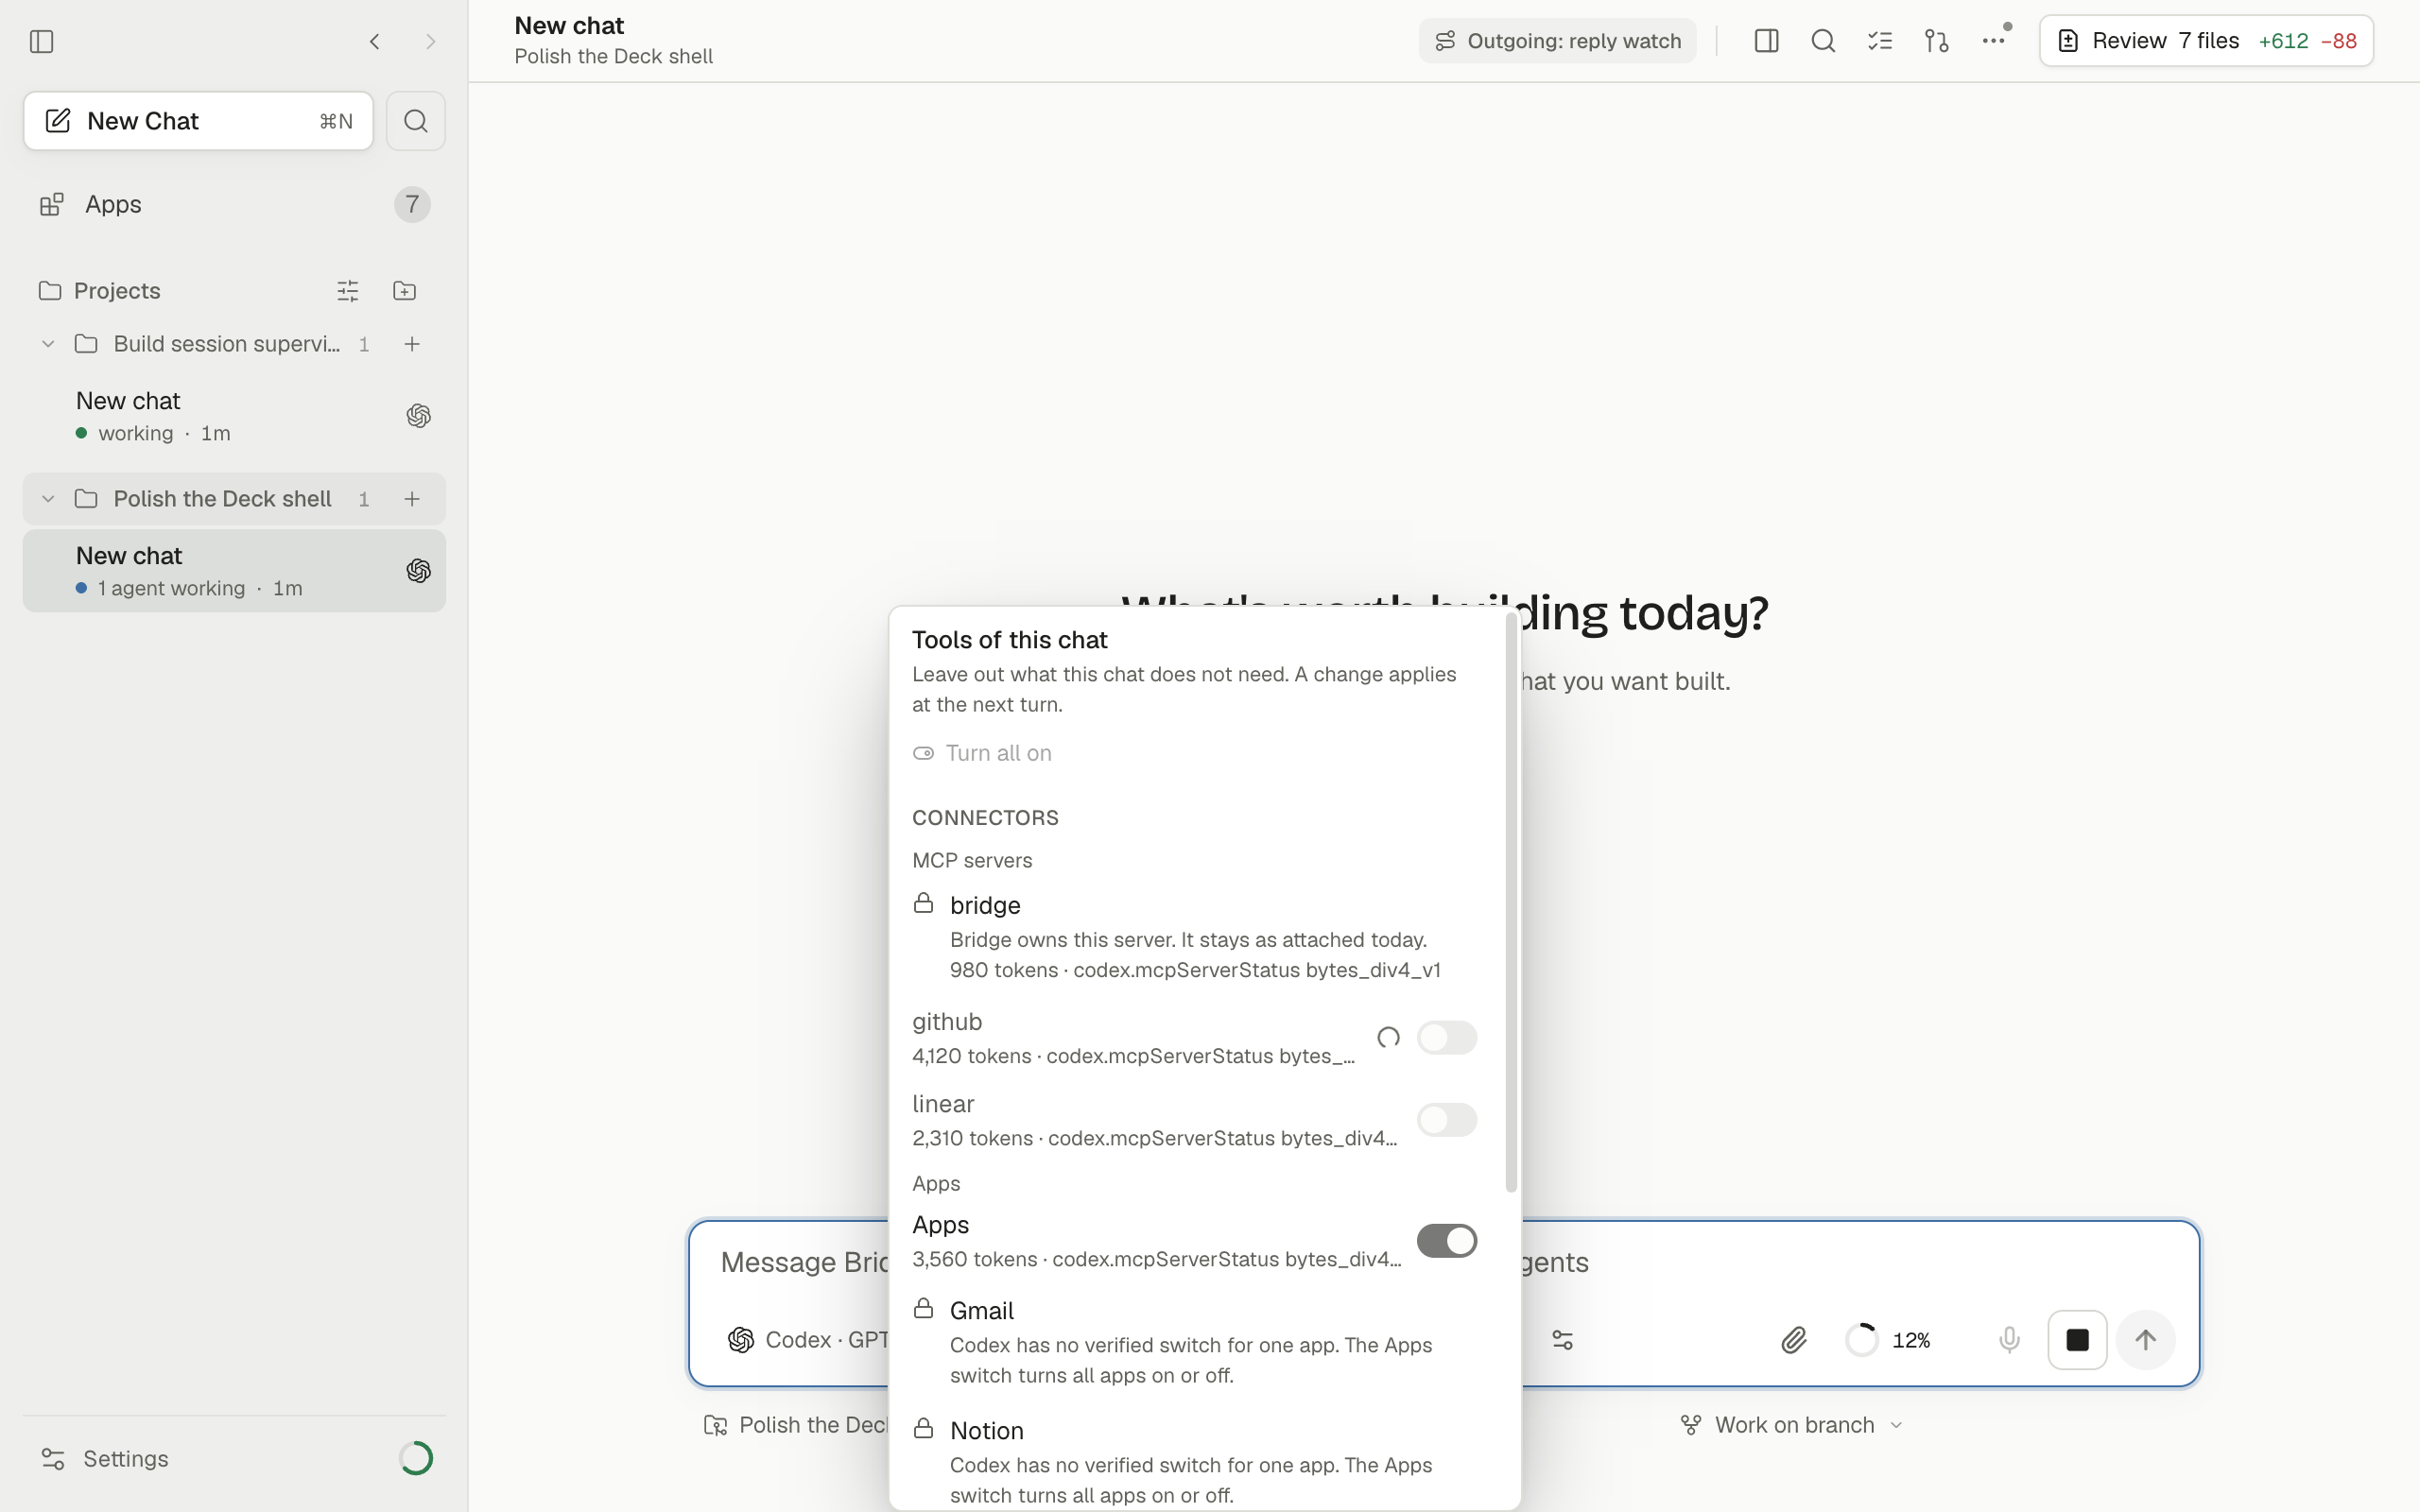 New chat
Polish the Deck shell
Outgoing: reply watch
Review 7 files +612 −88
New Chat ⌘N
Apps 7
Projects
Build session supervi... 1
New chat
working · 1m
Polish the Deck shell 1
New chat
1 agent working · 1m
Settings
building today?
hat you want built.
Tools of this chat
Leave out what this chat does not need. A change applies
at the next turn.
Turn all on
CONNECTORS
MCP servers
bridge
Bridge owns this server. It stays as attached today.
980 tokens · codex.mcpServerStatus bytes_div4_v1
github
4,120 tokens · codex.mcpServerStatus bytes_...
linear
2,310 tokens · codex.mcpServerStatus bytes_div4...
Apps
Apps
3,560 tokens · codex.mcpServerStatus bytes_div4...
Gmail
Codex has no verified switch for one app. The Apps
switch turns all apps on or off.
Notion
Codex has no verified switch for one app. The Apps
switch turns all apps on or off.
Message Bri
gents
Codex · GPT
12%
Polish the Dec
Work on branch